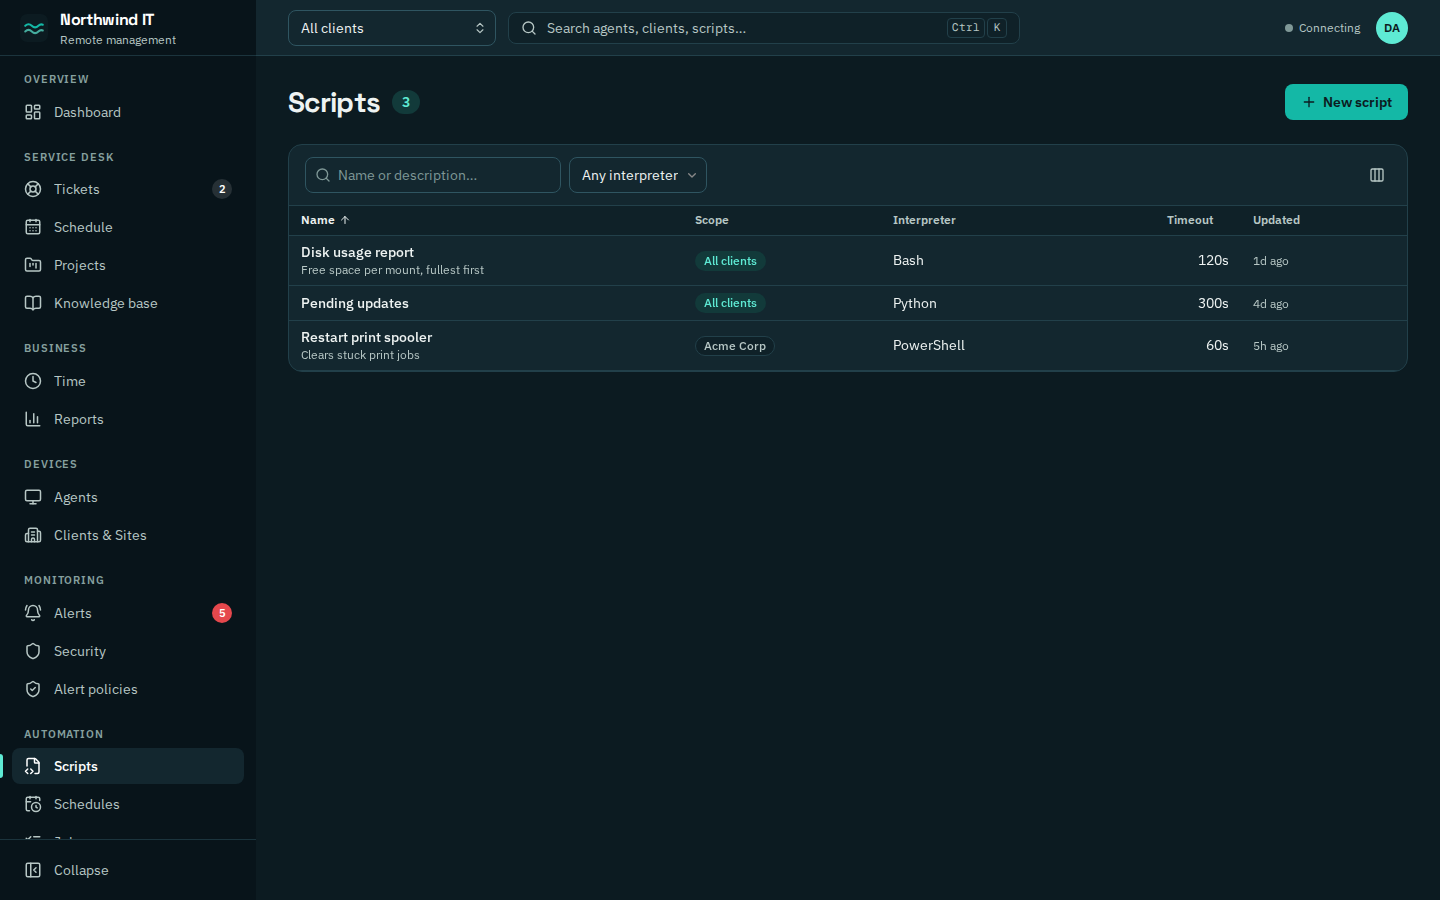 Northwind IT
Remote management
All clients
Search agents, clients, scripts...
Ctrl K
Connecting
DA
OVERVIEW
Dashboard
SERVICE DESK
Tickets 2
Schedule
Projects
Knowledge base
BUSINESS
Time
Reports
DEVICES
Agents
Clients & Sites
MONITORING
Alerts 5
Security
Alert policies
AUTOMATION
Scripts
Schedules
Collapse
Scripts 3
New script
Name or description...
Any interpreter
Name Scope Interpreter Timeout Updated
Disk usage report
Free space per mount, fullest first
All clients Bash 120s 1d ago
Pending updates All clients Python 300s 4d ago
Restart print spooler
Clears stuck print jobs
Acme Corp PowerShell 60s 5h ago